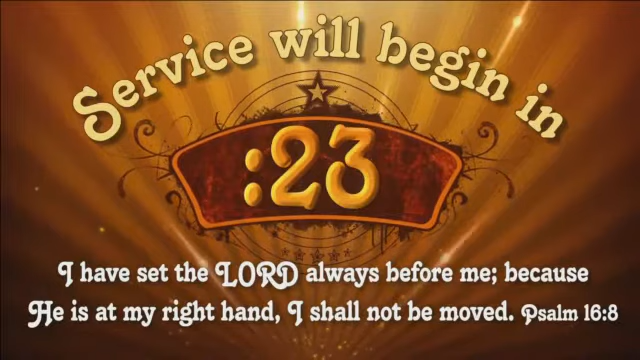 Service will begin in
:23
I have set the LORD always before me; because
He is at my right hand, I shall not be moved. Psalm 16:8